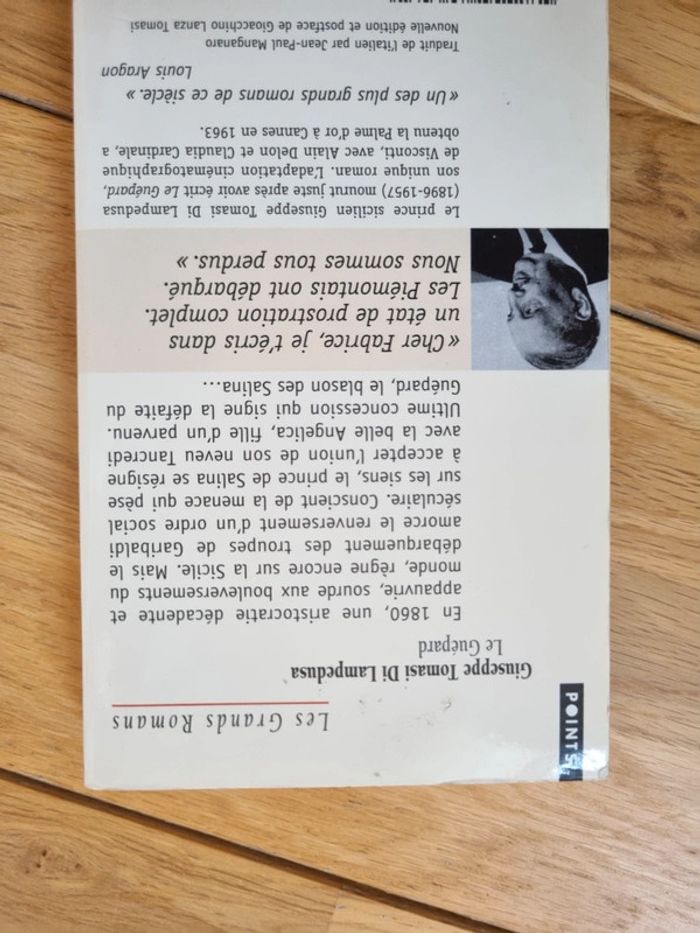 POINTS
Les Grands Romans
Giuseppe Tomasi Di Lampedusa
Le Guépard
En 1860, une aristocratie décadente et
appauvrie, sourde aux bouleversements du
monde, règne encore sur la Sicile. Mais le
débarquement des troupes de Garibaldi
amorce le renversement d'un ordre social
séculaire. Conscient de la menace qui pèse
sur les siens, le prince de Salina se résigne
à accepter l'union de son neveu Tancredi
avec la belle Angelica, fille d'un parvenu.
Ultime concession qui signe la défaite du
Guépard, le blason des Salina...
« Cher Fabrice, je t'écris dans
un état de prostration complet.
Les Piémontais ont débarqué.
Nous sommes tous perdus. »
Le prince sicilien Giuseppe Tomasi Di Lampedusa
(1896-1957) mourut juste après avoir écrit Le Guépard,
son unique roman. L'adaptation cinématographique
de Visconti, avec Alain Delon et Claudia Cardinale, a
obtenu la Palme d'or à Cannes en 1963.
« Un des plus grands romans de ce siècle. »
Louis Aragon
Traduit de l'italien par Jean-Paul Manganaro
Nouvelle édition et postface de Gioacchino Lanza Tomasi